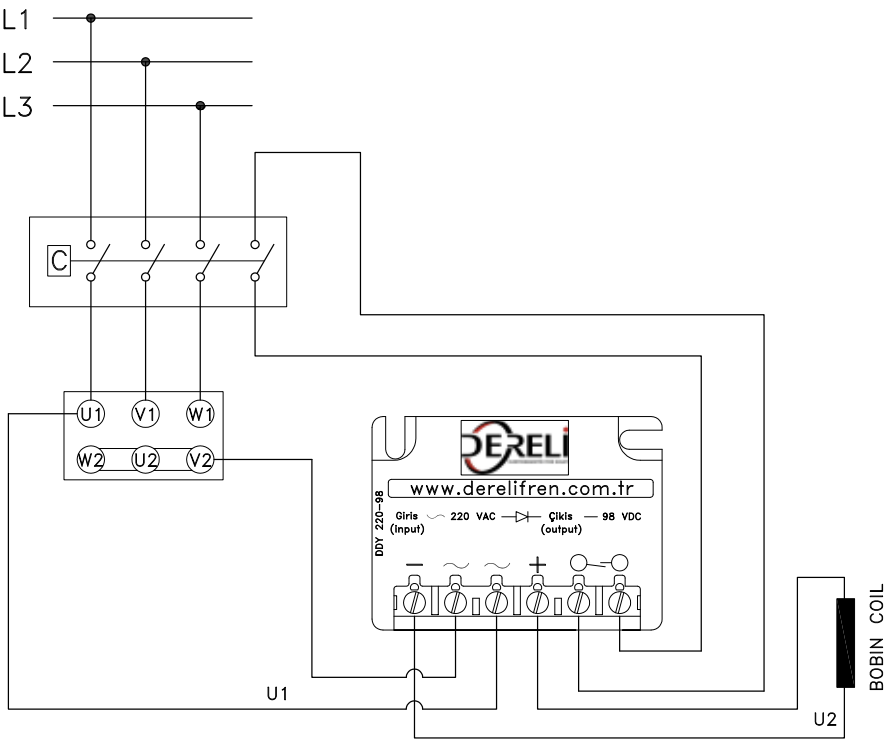 L1
L2
L3
C
U1 V1 W1
W2 U2 V2
DERELİ
www.derelifren.com.tr
DDY 220-98
Giris 220 VAC Çikis 98 VDC
(input) (output)
- +
U1
U2
BOBIN COIL